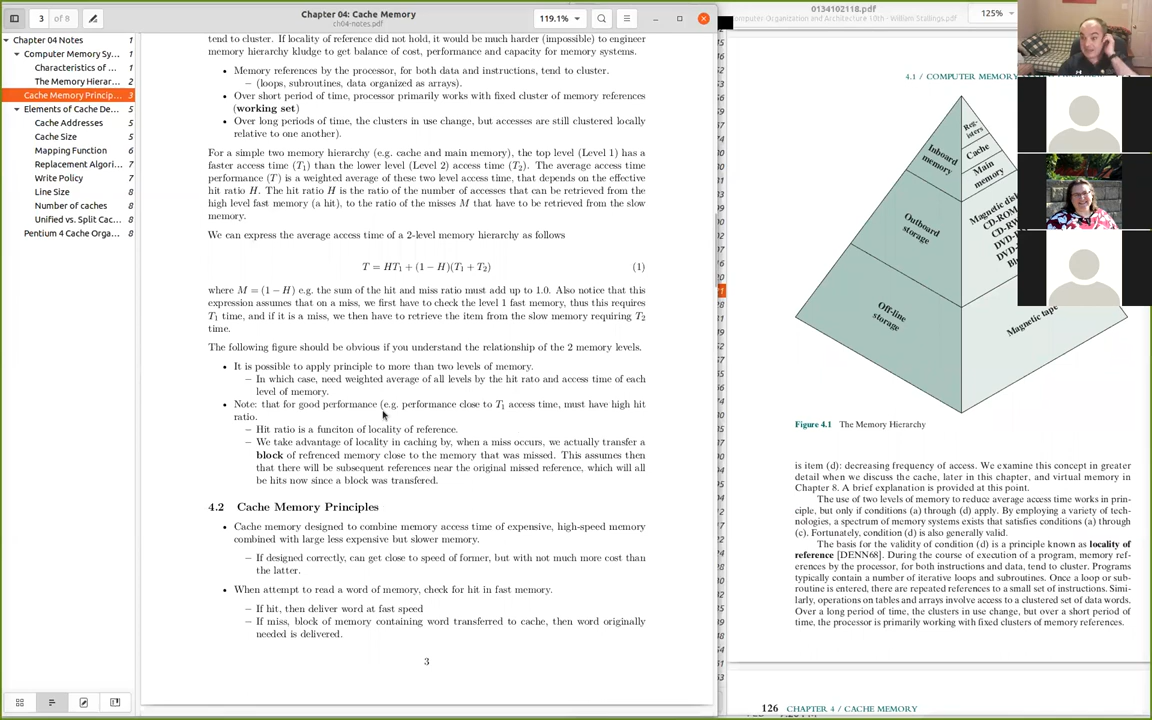 3
of 8
Chapter 04: Cache Memory
ch04-notes.pdf
119.1%
Chapter 04 Notes 1
Computer Memory Sy... 1
Characteristics of ... 1
The Memory Hierar... 1
Cache Memory Princip... 3
Elements of Cache De... 5
Cache Addresses 5
Cache Size 5
Mapping Function 6
Replacement Algori... 7
Write Policy 7
Line Size 8
Number of caches 8
Unified vs. Split Cac... 8
Pentium 4 Cache Orga... 8
tend to cluster. If locality of reference did not hold, it would be much harder (impossible) to engineer
memory hierarchy kludge to get balance of cost, performance and capacity for memory systems.
• Memory references by the processor, for both data and instructions, tend to cluster.
– (loops, subroutines, data organized as arrays).
• Over short period of time, processor primarily works with fixed cluster of memory references
(working set)
• Over long periods of time, the clusters in use change, but accesses are still clustered locally
relative to one another).
For a simple two memory hierarchy (e.g. cache and main memory), the top level (Level 1) has a
faster access time (T1) than the lower level (Level 2) access time (T2). The average access time
performance (T) is a weighted average of these two level access time, that depends on the effective
hit ratio H. The hit ratio H is the ratio of the number of accesses that can be retrieved from the
high level fast memory (a hit), to the ratio of the misses M that have to be retrieved from the slow
memory.
We can express the average access time of a 2-level memory hierarchy as follows
T = HT1 + (1 − H)(T1 + T2) (1)
where M = (1 − H) e.g. the sum of the hit and miss ratio must add up to 1.0. Also notice that this
expression assumes that on a miss, we first have to check the level 1 fast memory, thus this requires
T1 time, and if it is a miss, we then have to retrieve the item from the slow memory requiring T2
time.
The following figure should be obvious if you understand the relationship of the 2 memory levels.
• It is possible to apply principle to more than two levels of memory.
– In which case, need weighted average of all levels by the hit rato and access time of each
level of memory.
• Note: that for good performance (e.g. performance close to T1 access time, must have high hit
ratio.
– Hit ratio is a funciton of locality of reference.
– We take advantage of locality in caching by, when a miss occurs, we actually transfer a
block of refrenced memory close to the memory that was missed. This assumes then
that there will be subsequent references near the original missed reference, which will all
be hits now since a block was transfered.
4.2 Cache Memory Principles
• Cache memory designed to combine memory access time of expensive, high-speed memory
combined with large less expensive but slower memory.
– If designed correctly, can get close to speed of former, but with not much more cost than
the latter.
• When attempt to read a word of memory, check for hit in fast memory.
– If hit, then deliver word at fast speed
– If miss, block of memory containing word transferred to cache, then word originally
needed is delivered.
3
0134102118.pdf
omputer Organization and Architecture 10th - William Stallings.pdf
125%
4.1 / COMPUTER MEMORY
Reg-
isters
Cache
Main
memory
Inboard
memory
Magnetic disk
CD-ROM
CD-RW
Outboard
storage
Off-line
storage
Magnetic tape
Figure 4.1 The Memory Hierarchy
is item (d): decreasing frequency of access. We examine this concept in greater
detail when we discuss the cache, later in this chapter, and virtual memory in
Chapter 8. A brief explanation is provided at this point.
The use of two levels of memory to reduce average access time works in prin-
ciple, but only if conditions (a) through (d) apply. By employing a variety of tech-
nologies, a spectrum of memory systems exists that satisfies conditions (a) through
(c). Fortunately, condition (d) is also generally valid.
The basis for the validity of condition (d) is a principle known as locality of
reference [DENN68]. During the course of execution of a program, memory ref-
erences by the processor, for both instructions and data, tend to cluster. Programs
typically contain a number of iterative loops and subroutines. Once a loop or sub-
routine is entered, there are repeated references to a small set of instructions. Simi-
larly, operations on tables and arrays involve access to a clustered set of data words.
Over a long period of time, the clusters in use change, but over a short period of
time, the processor is primarily working with fixed clusters of memory references.
126 CHAPTER 4 / CACHE MEMORY